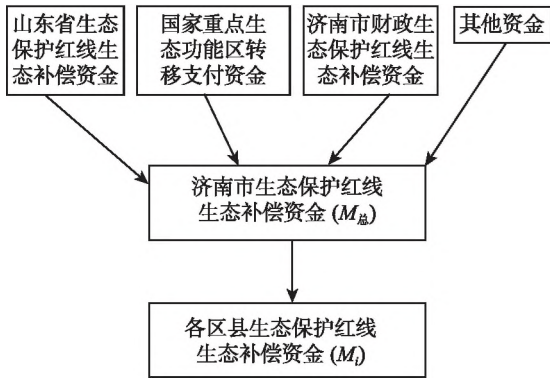 山东省生态
保护红线生
态补偿资金
国家重点生
态功能区转
移支付资金
济南市财政生
态保护红线生
态补偿资金
其他资金
济南市生态保护红线
生态补偿资金 (M总)
各区县生态保护红线
生态补偿资金 (Mi)